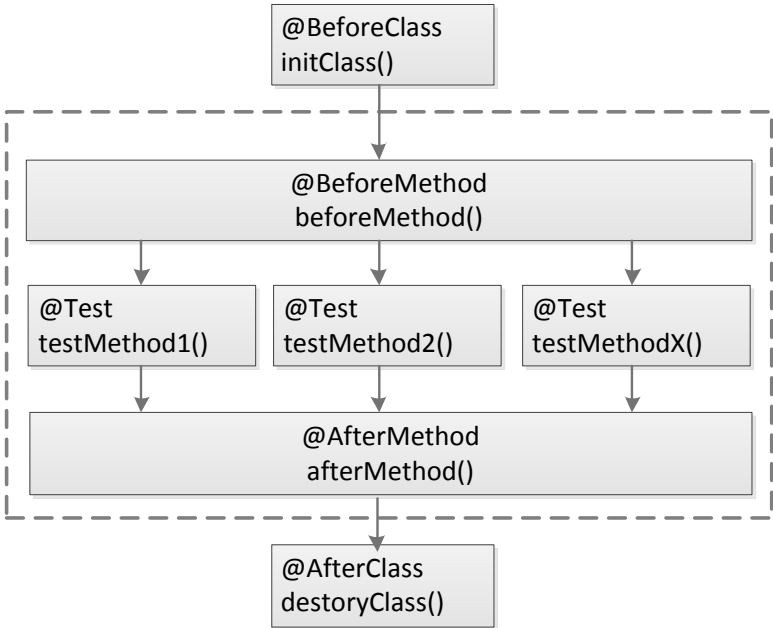 @BeforeClass
initClass()
@BeforeMethod
beforeMethod()
@Test
testMethod1()
@Test
testMethod2()
@Test
testMethodX()
@AfterMethod
afterMethod()
@AfterClass
destoryClass()